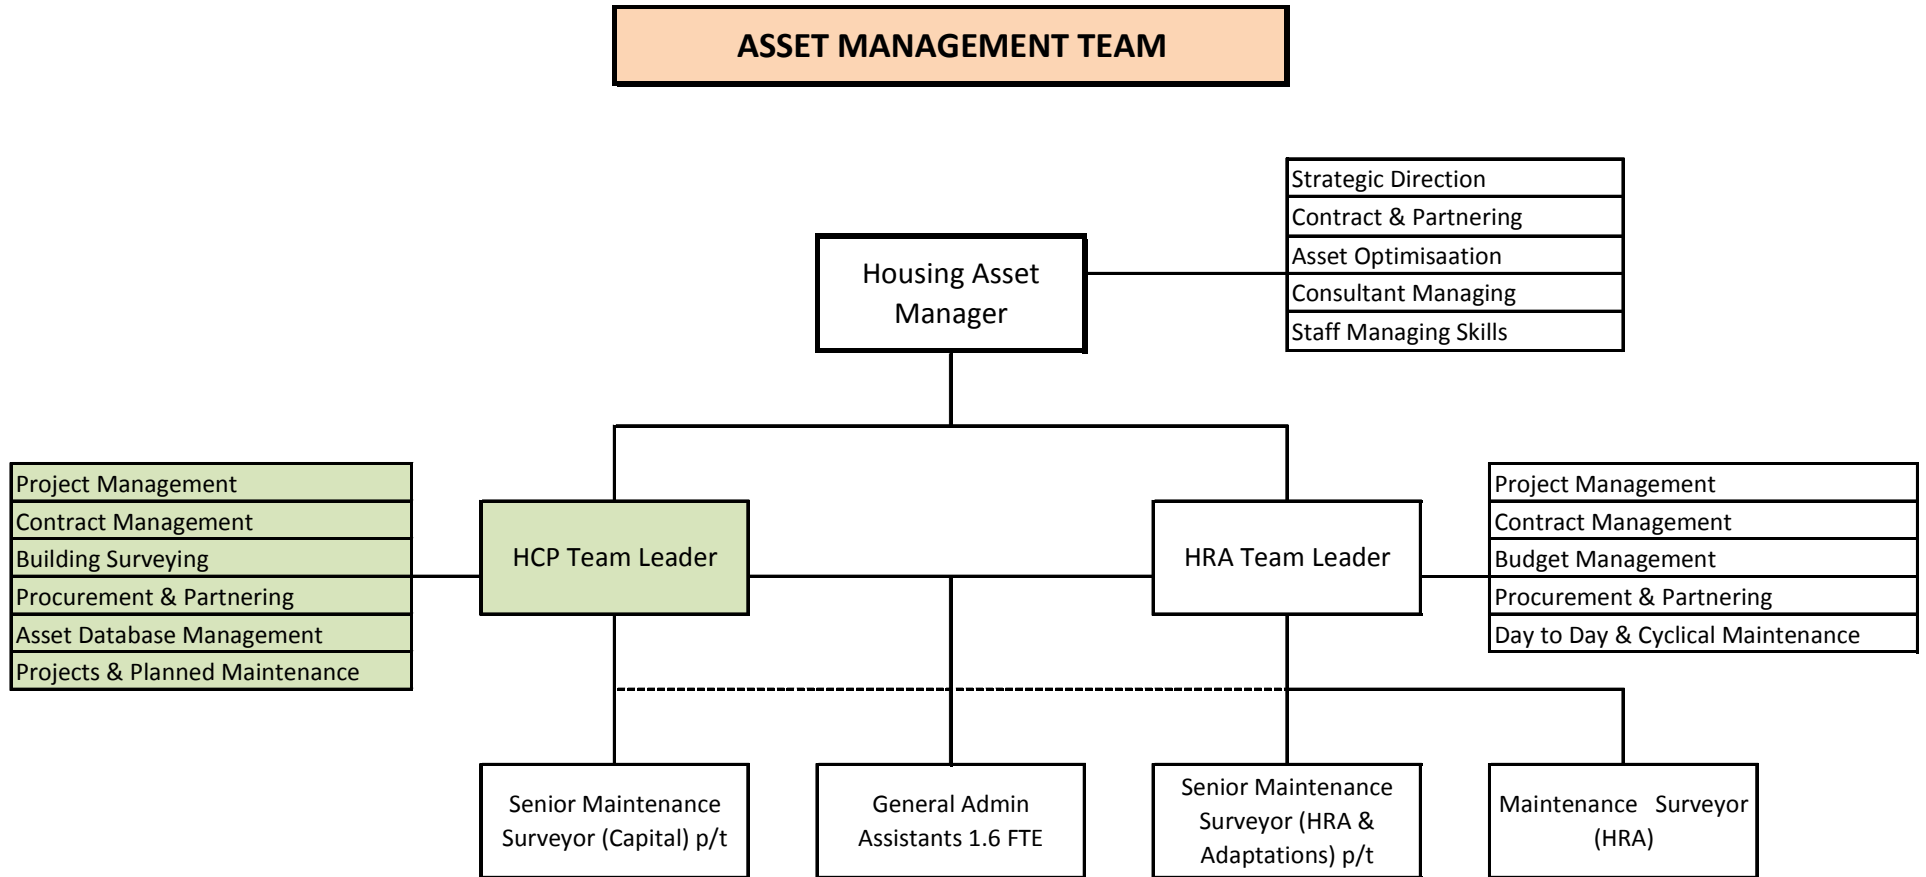 ASSET MANAGEMENT TEAM
Strategic Direction
Contract & Partnering
Asset Optimisaation
Consultant Managing
Staff Managing Skills
Housing Asset
Manager
Project Management
Contract Management
Building Surveying
Procurement & Partnering
Asset Database Management
Projects & Planned Maintenance
HCP Team Leader
HRA Team Leader
Project Management
Contract Management
Budget Management
Procurement & Partnering
Day to Day & Cyclical Maintenance
Senior Maintenance
Surveyor (Capital) p/t
General Admin
Assistants 1.6 FTE
Senior Maintenance
Surveyor (HRA &
Adaptations) p/t
Maintenance Surveyor
(HRA)